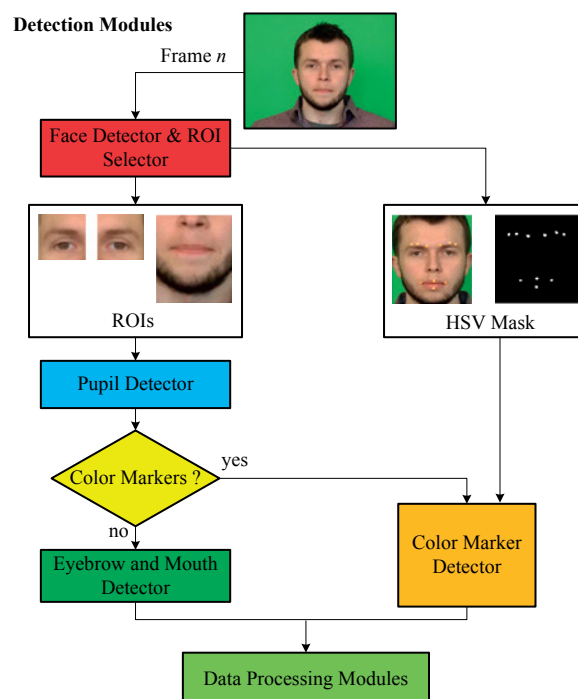 Detection Modules
Frame n
Face Detector & ROI
Selector
ROIs
HSV Mask
Pupil Detector
Color Markers ?
yes
no
Eyebrow and Mouth
Detector
Color Marker
Detector
Data Processing Modules